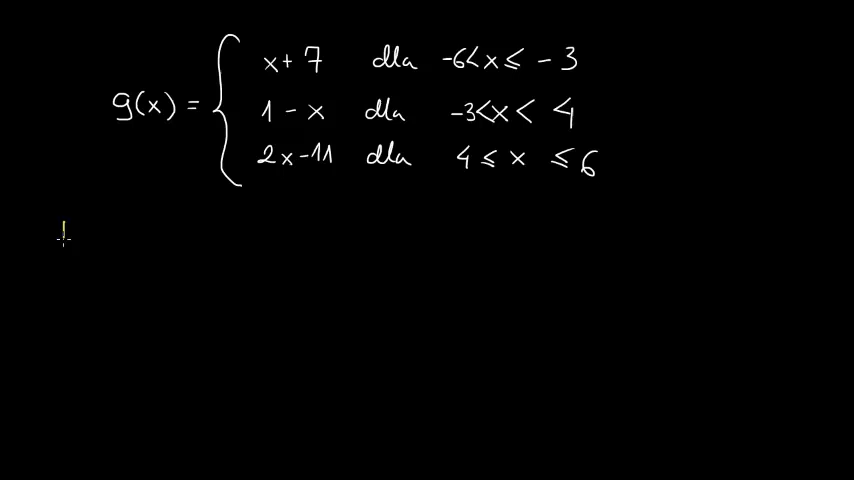 g(x) = { x + 7 dla -6 < x ≤ -3
1 - x dla -3 < x < 4
2x - 11 dla 4 ≤ x ≤ 6